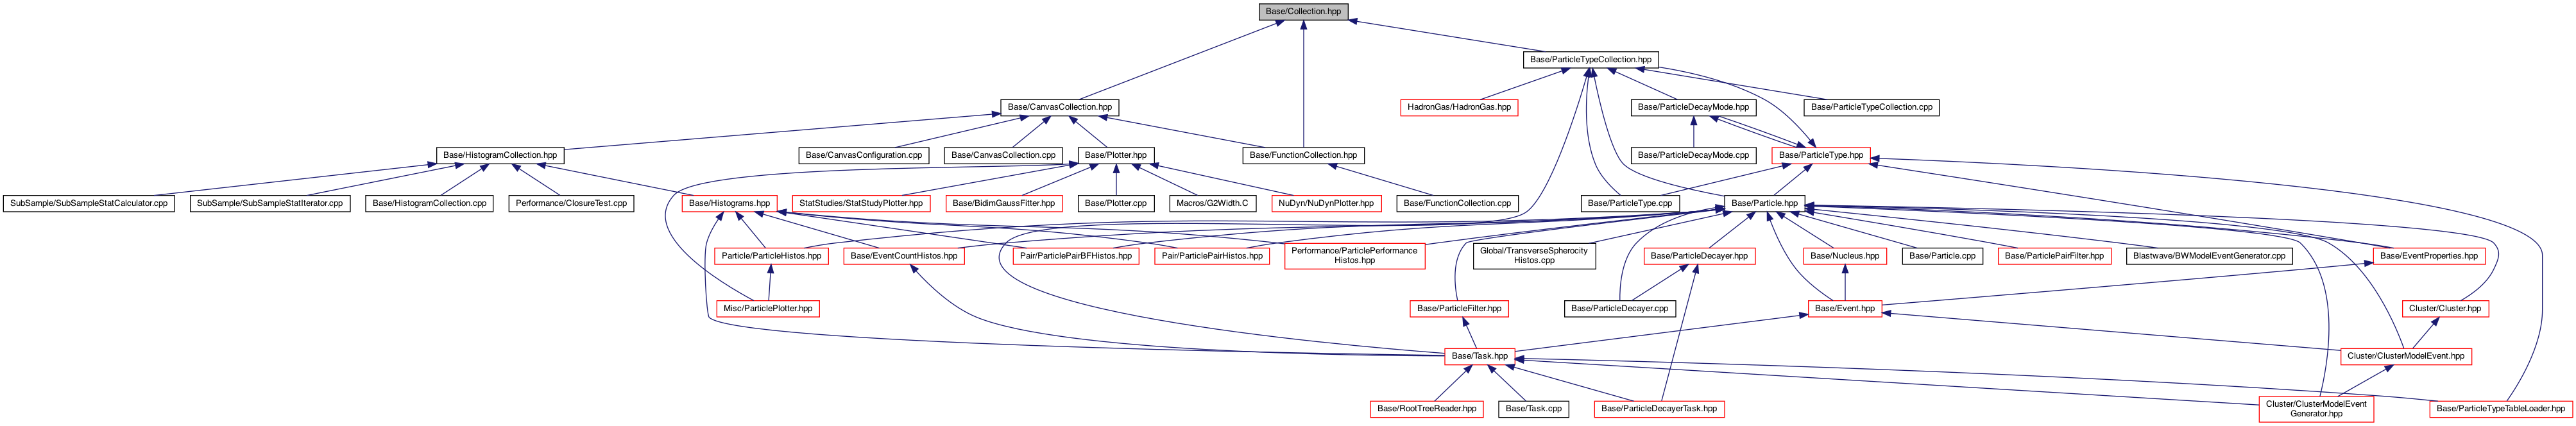 Base/Collection.hpp
Base/ParticleTypeCollection.hpp
Base/CanvasCollection.hpp
HadronGas/HadronGas.hpp
Base/ParticleDecayMode.hpp
Base/ParticleTypeCollection.cpp
Base/HistogramCollection.hpp
Base/CanvasConfiguration.cpp
Base/CanvasCollection.cpp
Base/Plotter.hpp
Base/FunctionCollection.hpp
Base/ParticleDecayMode.cpp
Base/ParticleType.hpp
SubSample/SubSampleStatCalculator.cpp
SubSample/SubSampleStatIterator.cpp
Base/HistogramCollection.cpp
Performance/ClosureTest.cpp
Base/Histograms.hpp
StatStudies/StatStudyPlotter.hpp
Base/BidimGaussFitter.hpp
Base/Plotter.cpp
Macros/G2Width.C
NuDyn/NuDynPlotter.hpp
Base/FunctionCollection.cpp
Base/ParticleType.cpp
Base/Particle.hpp
Particle/ParticleHistos.hpp
Base/EventCountHistos.hpp
Pair/ParticlePairBFHistos.hpp
Pair/ParticlePairHistos.hpp
Performance/ParticlePerformance
Histos.hpp
Global/TransverseSpherocity
Histos.cpp
Base/ParticleDecayer.hpp
Base/Nucleus.hpp
Base/Particle.cpp
Base/ParticlePairFilter.hpp
Blastwave/BWModelEventGenerator.cpp
Base/EventProperties.hpp
Misc/ParticlePlotter.hpp
Base/ParticleFilter.hpp
Base/ParticleDecayer.cpp
Base/Event.hpp
Cluster/Cluster.hpp
Base/Task.hpp
Cluster/ClusterModelEvent.hpp
Base/RootTreeReader.hpp
Base/Task.cpp
Base/ParticleDecayerTask.hpp
Cluster/ClusterModelEvent
Generator.hpp
Base/ParticleTypeTableLoader.hpp